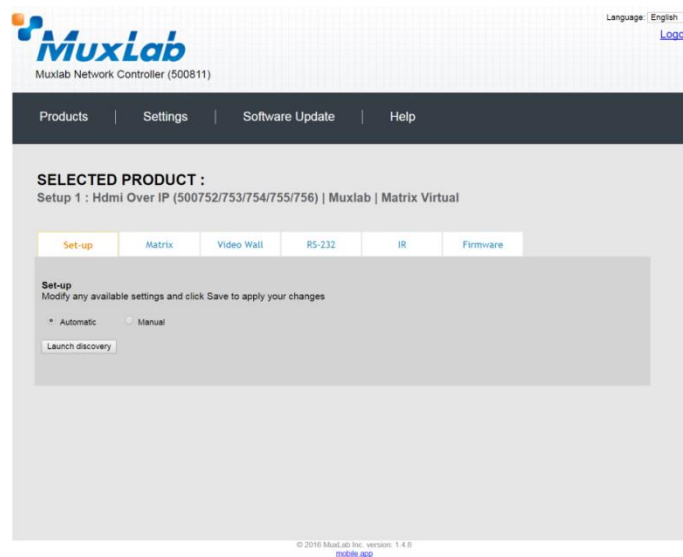 Language: English
Logo
MuxLab
Muxlab Network Controller (500811)
Products | Settings | Software Update | Help
SELECTED PRODUCT :
Setup 1 : Hdmi Over IP (500752/753/754/755/756) | Muxlab | Matrix Virtual
Set-up Matrix Video Wall RS-232 IR Firmware
Set-up
Modify any available settings and click Save to apply your changes
Automatic Manual
Launch discovery
© 2016 MuxLab Inc. version: 1.4.8
mobile app